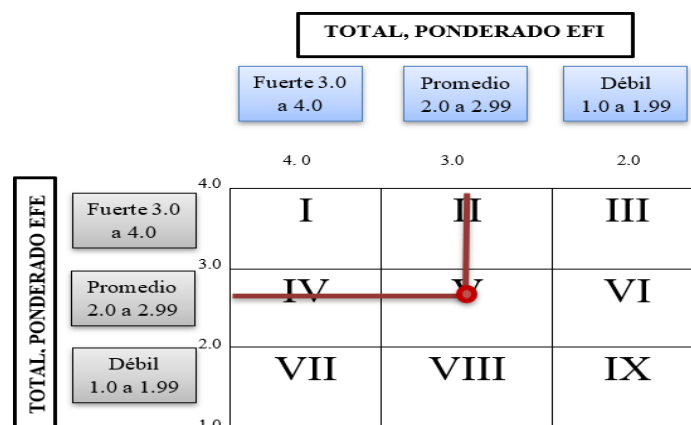 TOTAL, PONDERADO EFI
Fuerte 3.0
a 4.0
Promedio
2.0 a 2.99
Débil
1.0 a 1.99
4. 0
3.0
2.0
TOTAL, PONDERADO EFE
4.0
Fuerte 3.0
a 4.0
I
II
III
3.0
Promedio
2.0 a 2.99
IV
V
VI
2.0
Débil
1.0 a 1.99
VII
VIII
IX
1.0